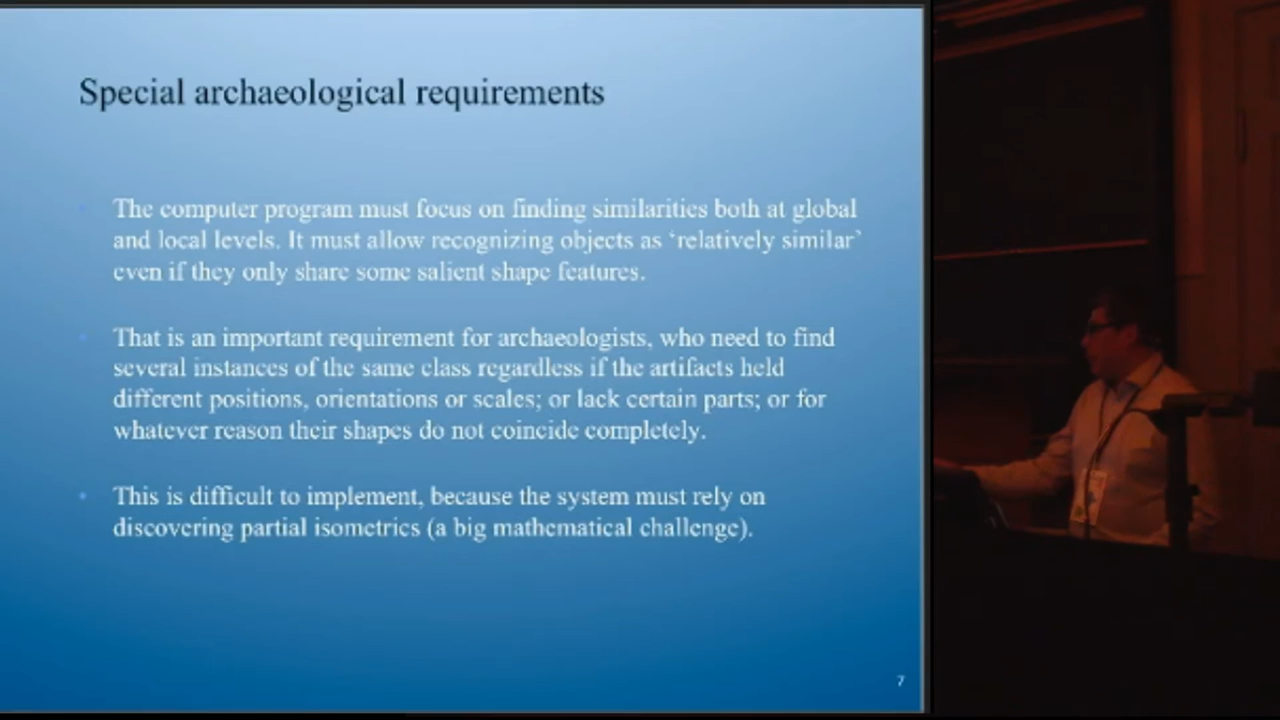 Special archaeological requirements
The computer program must focus on finding similarities both at global
and local levels. It must allow recognizing objects as ‘relatively similar’
even if they only share some salient shape features.
That is an important requirement for archaeologists, who need to find
several instances of the same class regardless if the artifacts held
different positions, orientations or scales; or lack certain parts; or for
whatever reason their shapes do not coincide completely.
This is difficult to implement, because the system must rely on
discovering partial isometrics (a big mathematical challenge).
7